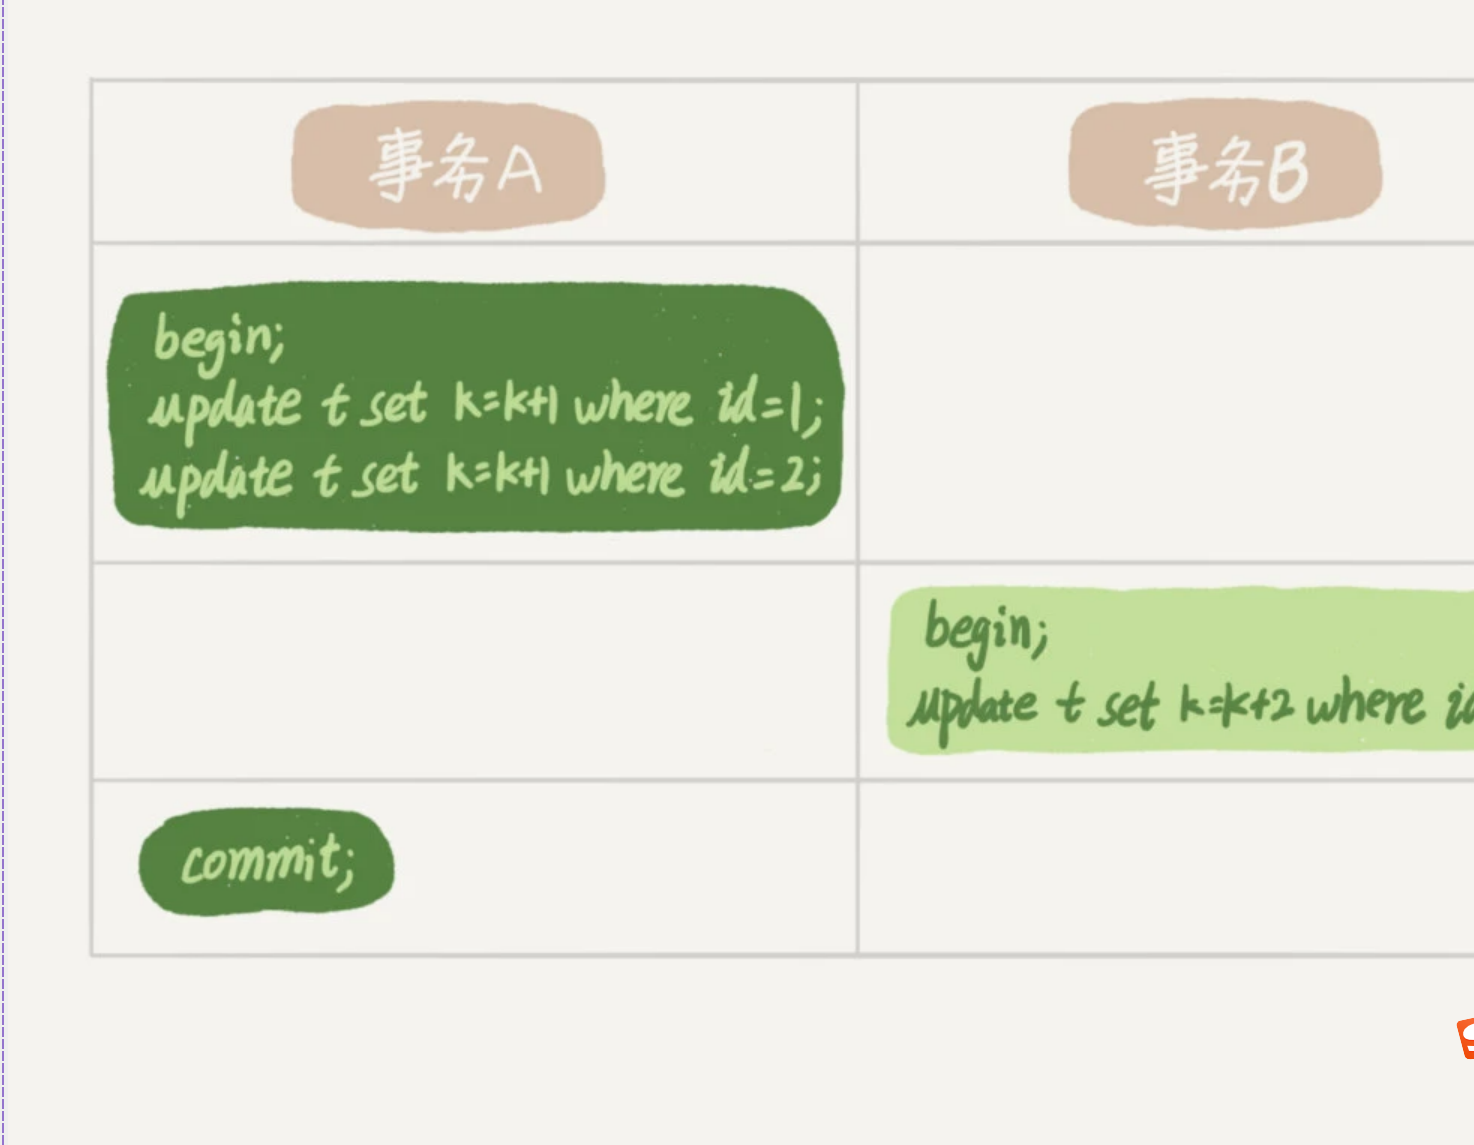 事务A
事务B
begin;
update t set k=k+1 where id=1;
update t set k=k+1 where id=2;
begin;
update t set k=k+2 where
commit;